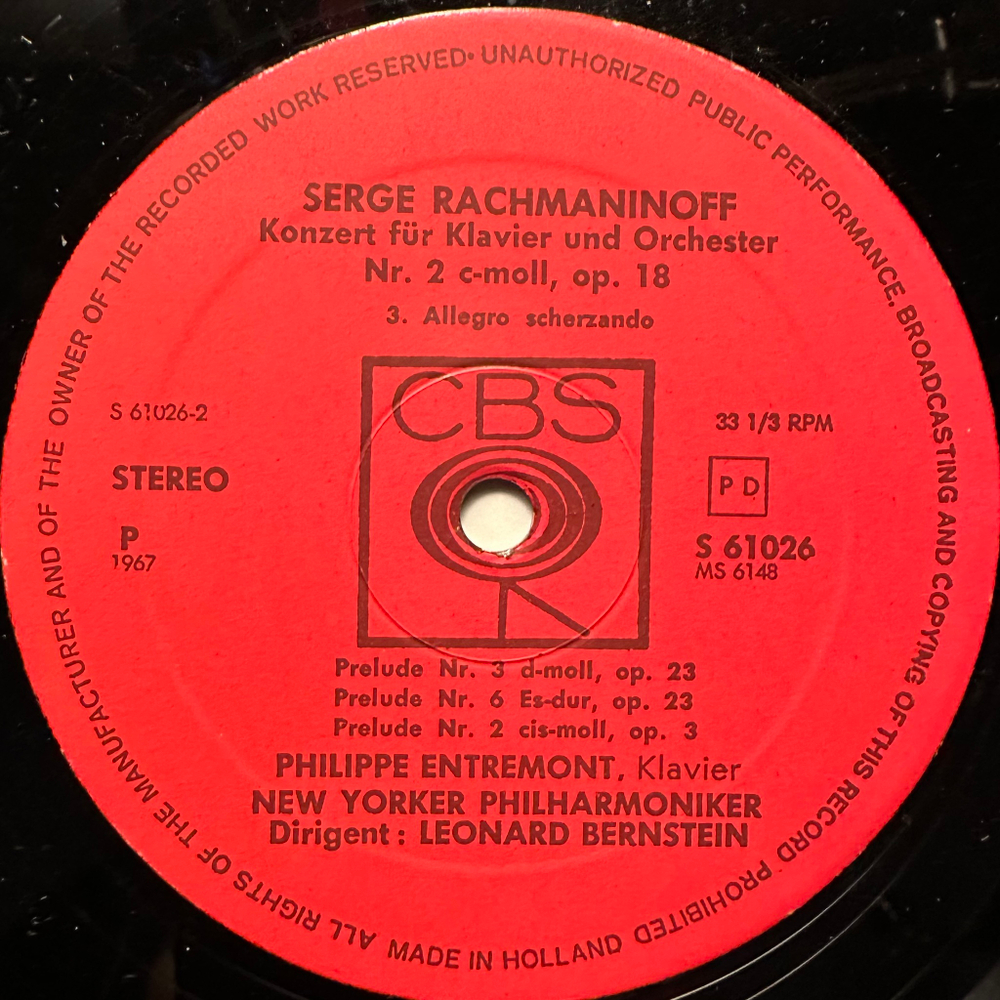 ALL RIGHTS OF THE MANUFACTURER AND OF THE OWNER OF THE RECORDED WORK RESERVED· UNAUTHORIZED PUBLIC PERFORMANCE, BROADCASTING AND COPYING OF THIS RECORD PROHIBITED
SERGE RACHMANINOFF
Konzert für Klavier und Orchester
Nr. 2 c-moll, op. 18
3. Allegro scherzando
CBS
S 61026-2
33 1/3 RPM
STEREO
P D
P
1967
S 61026
MS 6148
Prelude Nr. 3 d-moll, op. 23
Prelude Nr. 6 Es-dur, op. 23
Prelude Nr. 2 cis-moll, op. 3
PHILIPPE ENTREMONT, Klavier
NEW YORKER PHILHARMONIKER
Dirigent: LEONARD BERNSTEIN
MADE IN HOLLAND